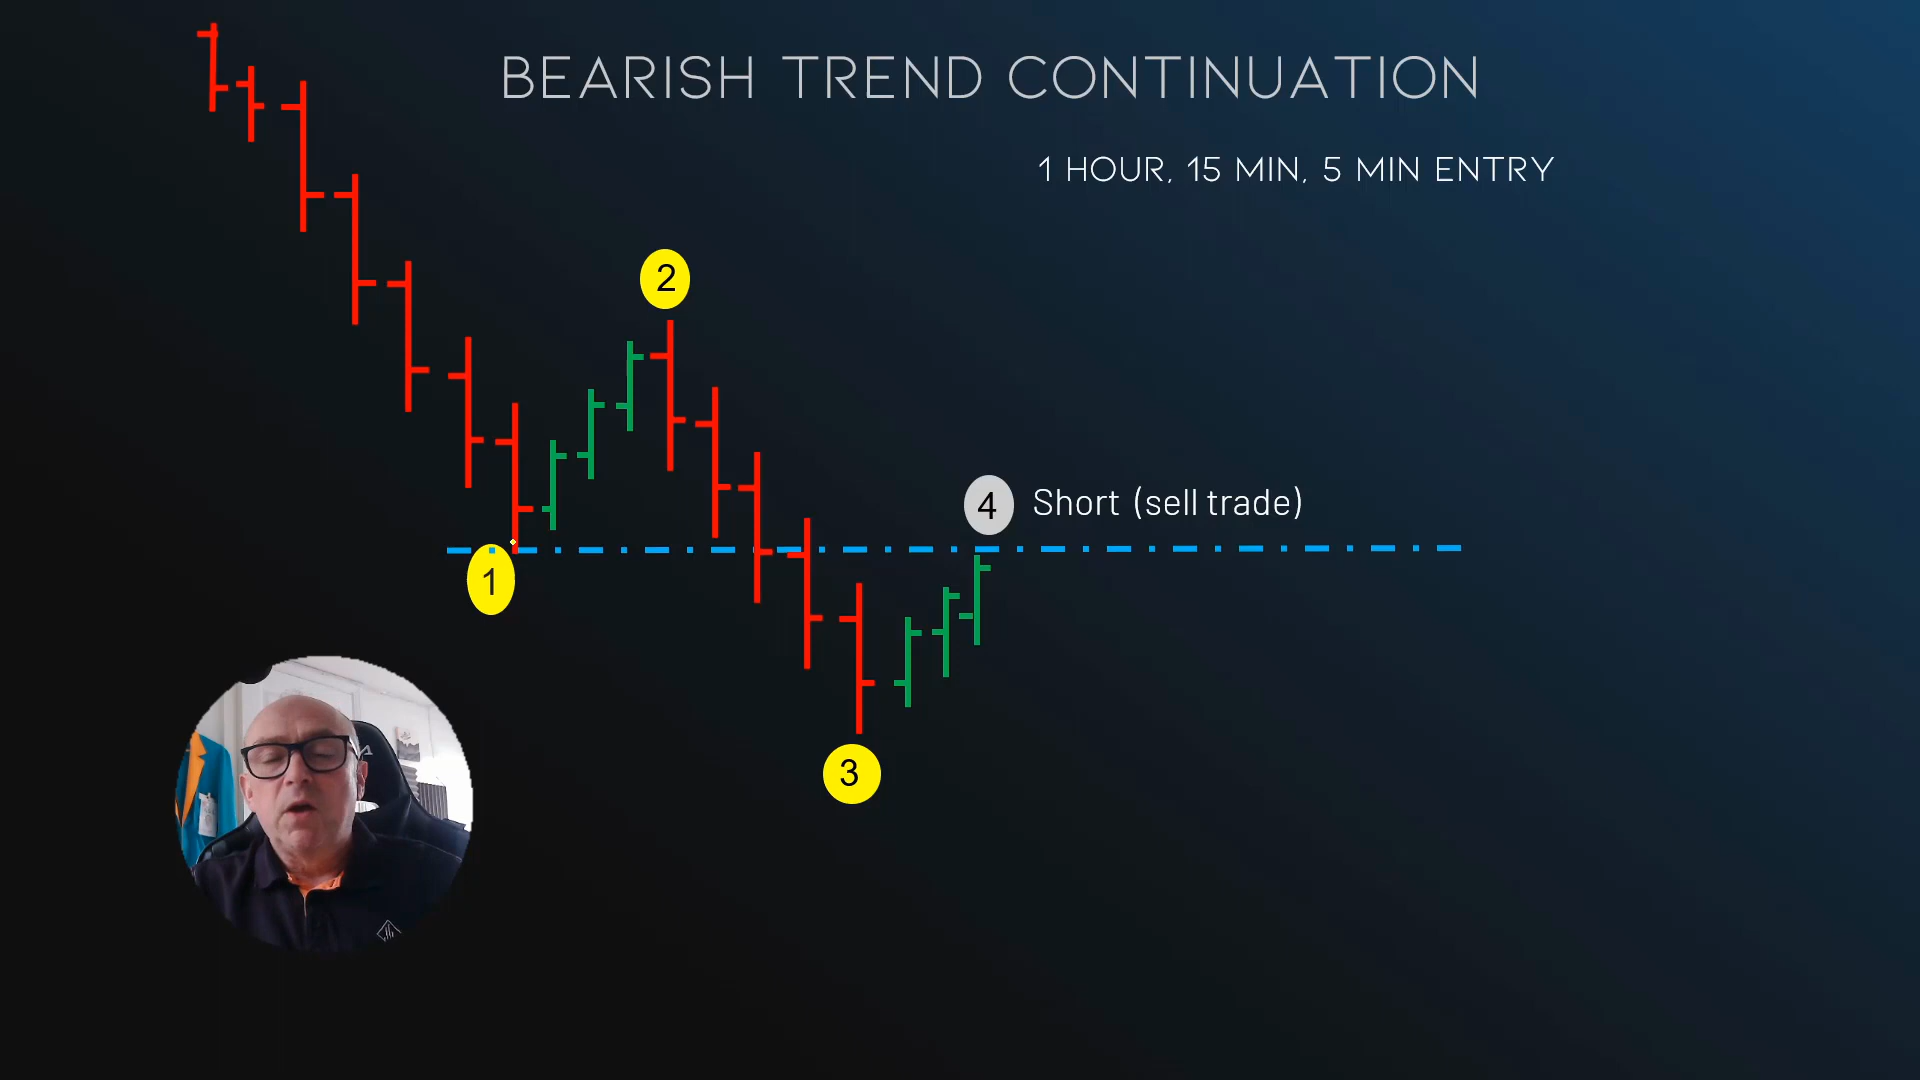 BEARISH TREND CONTINUATION
1 HOUR, 15 MIN, 5 MIN ENTRY
2
4 Short (sell trade)
1
3